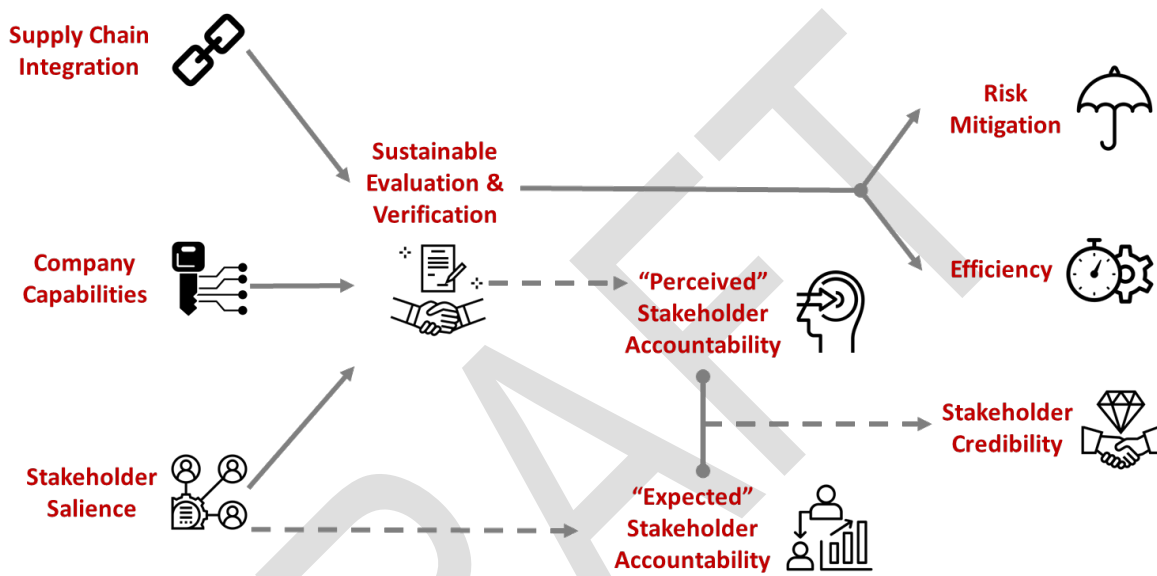 Supply Chain
Integration
Risk
Mitigation
Sustainable
Evaluation &
Verification
Company
Capabilities
Efficiency
“Perceived”
Stakeholder
Accountability
Stakeholder
Credibility
Stakeholder
Salience
“Expected”
Stakeholder
Accountability
DRAFT